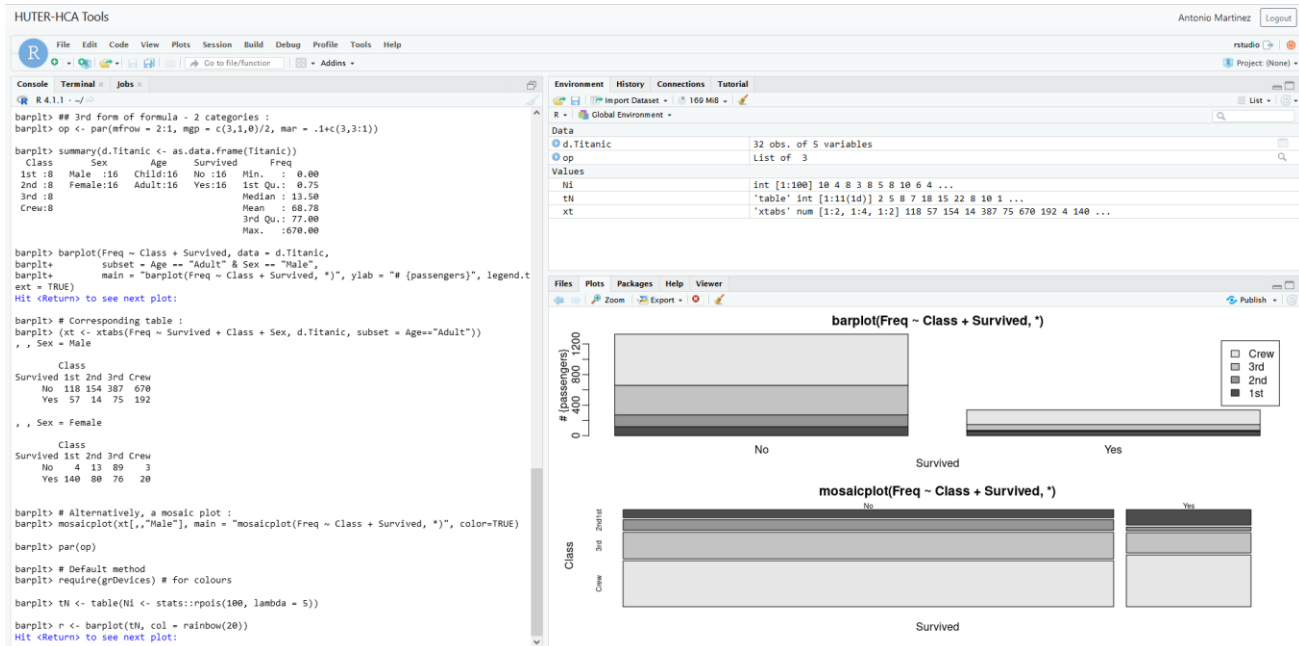 HUTER-HCA Tools
Antonio Martinez Logout
R
File Edit Code View Plots Session Build Debug Profile Tools Help
rstudio
Go to file/function
Addins
Project: (None)
Console Terminal Jobs
R 4.1.1 · ~/
barplt> ## 3rd form of formula - 2 categories :
barplt> op <- par(mfrow = 2:1, mgp = c(3,1,0)/2, mar = .1+c(3,3:1))
barplt> summary(d.Titanic <- as.data.frame(Titanic))
Class Sex Age Survived Freq
1st :8 Male :16 Child:16 No :16 Min. : 0.00
2nd :8 Female:16 Adult:16 Yes:16 1st Qu.: 0.75
3rd :8 Median : 13.50
Crew:8 Mean : 68.78
3rd Qu.: 77.00
Max. :670.00
barplt> barplot(Freq ~ Class + Survived, data = d.Titanic,
barplt+ subset = Age == "Adult" & Sex == "Male",
barplt+ main = "barplot(Freq ~ Class + Survived, *)", ylab = "# {passengers}", legend.t
ext = TRUE)
Hit <Return> to see next plot:
barplt> # Corresponding table :
barplt> (xt <- xtabs(Freq ~ Survived + Class + Sex, d.Titanic, subset = Age=="Adult"))
, , Sex = Male
Class
Survived 1st 2nd 3rd Crew
No 118 154 387 670
Yes 57 14 75 192
, , Sex = Female
Class
Survived 1st 2nd 3rd Crew
No 4 13 89 3
Yes 140 80 76 20
barplt> # Alternatively, a mosaic plot :
barplt> mosaicplot(xt[,,"Male"], main = "mosaicplot(Freq ~ Class + Survived, *)", color=TRUE)
barplt> par(op)
barplt> # Default method
barplt> require(grDevices) # for colours
barplt> tN <- table(Ni <- stats::rpois(100, lambda = 5))
barplt> r <- barplot(tN, col = rainbow(20))
Hit <Return> to see next plot:
Environment History Connections Tutorial
Import Dataset 169 MiB
List
R Global Environment
Data
d.Titanic 32 obs. of 5 variables
op List of 3
Values
Ni int [1:100] 10 4 8 3 8 5 8 10 6 4 ...
tN 'table' int [1:11(1d)] 2 5 8 7 18 15 22 8 10 1 ...
xt 'xtabs' num [1:2, 1:4, 1:2] 118 57 154 14 387 75 670 192 4 140 ...
Files Plots Packages Help Viewer
Zoom Export
Publish
barplot(Freq ~ Class + Survived, *)
# {passengers}
0 400 800 1200
Crew
3rd
2nd
1st
No Yes
Survived
mosaicplot(Freq ~ Class + Survived, *)
No Yes
Class
Crew 3rd 2nd1st
Survived